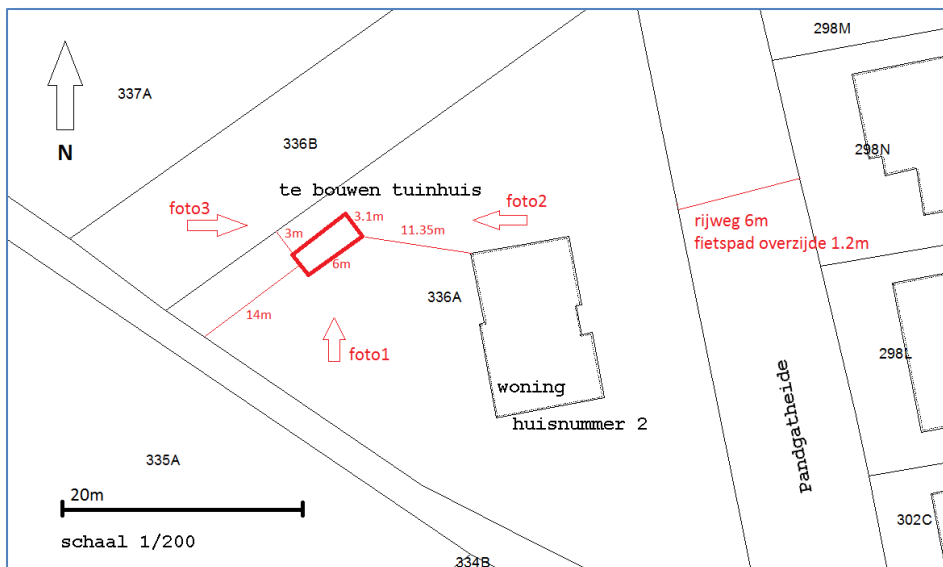 298M
337A
N
336B
298N
te bouwen tuinhuis
foto3
3.1m
foto2
3m
11.35m
rijweg 6m
fietspad overzijde 1.2m
6m
336A
14m
foto1
298L
woning
huisnummer 2
Pandgatheide
335A
20m
302C
schaal 1/200
334B